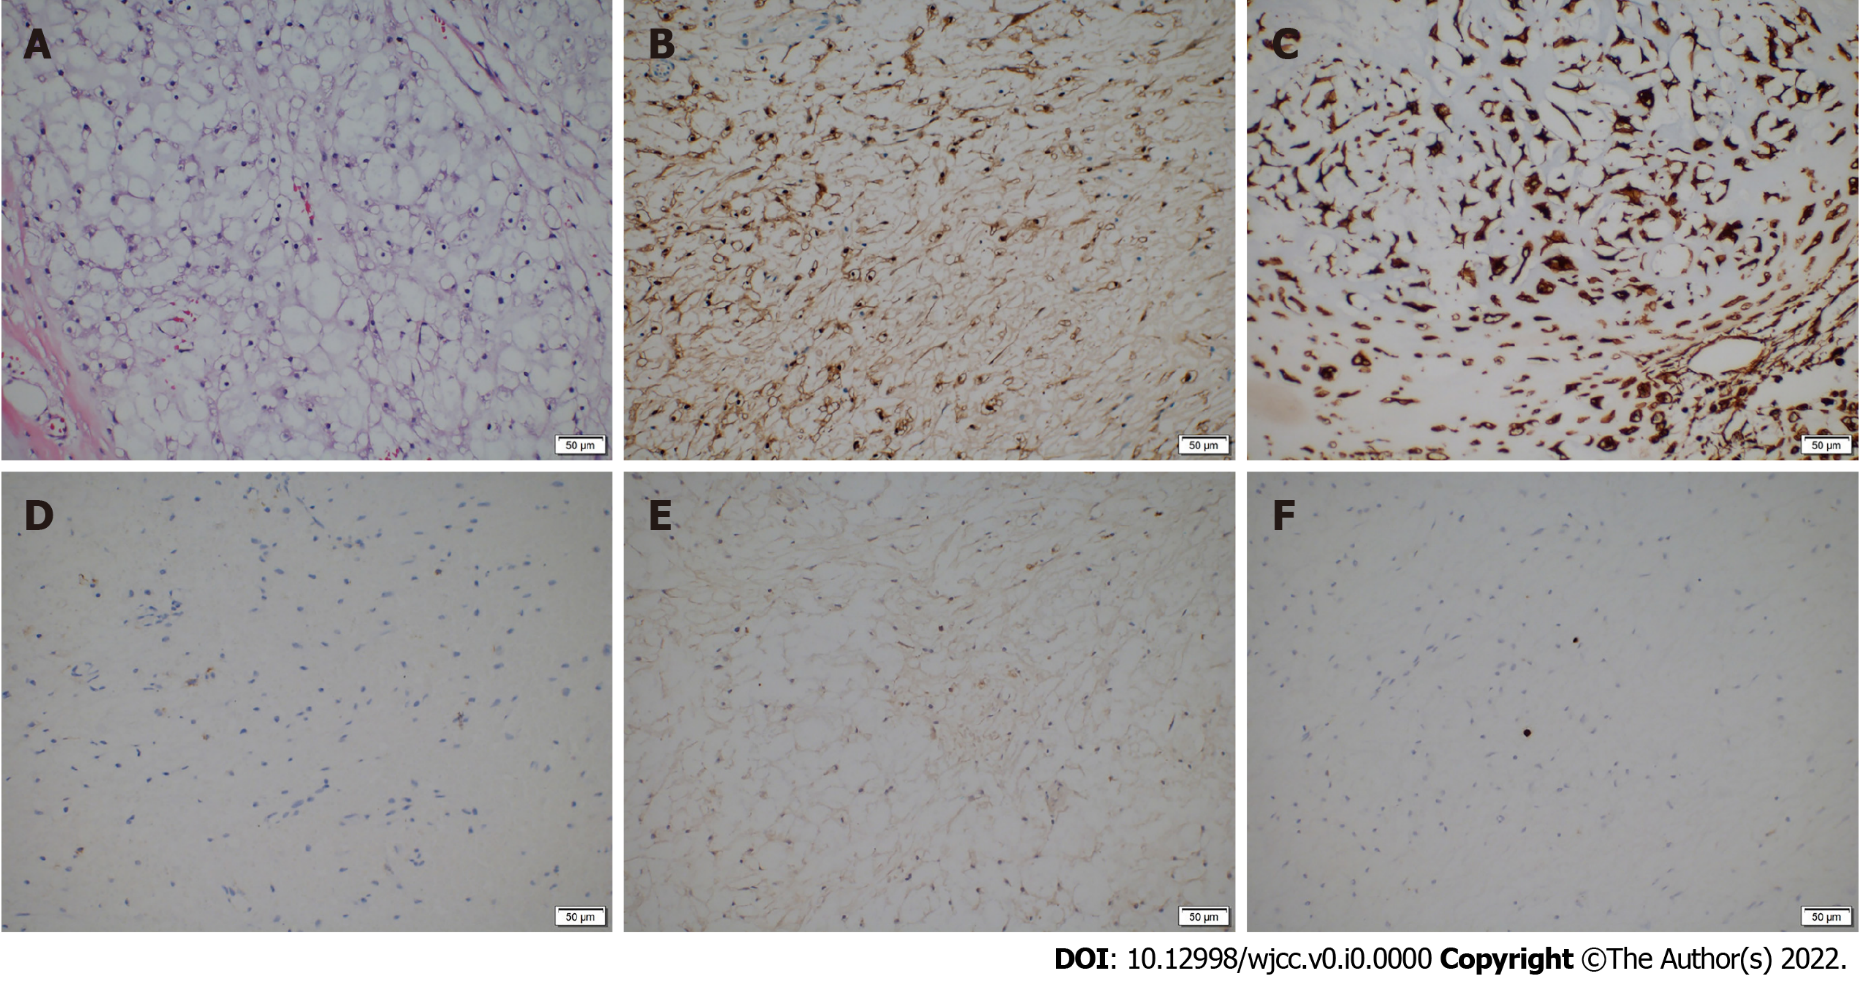 A B C
50 µm 50 µm 50 µm
D E F
50 µm 50 µm 50 µm
DOI: 10.12998/wjcc.v0.i0.0000 Copyright ©The Author(s) 2022.